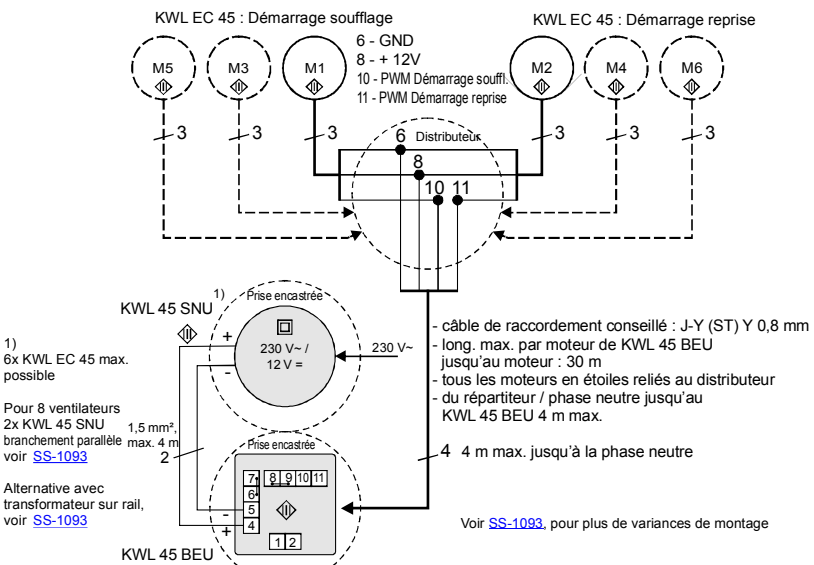 KWL EC 45 : Démarrage soufflage
KWL EC 45 : Démarrage reprise
M5
M3
M1
6 - GND
8 - + 12V
10 - PWM Démarrage souffl.
11 - PWM Démarrage reprise
M2
M4
M6
3
3
3
3
3
3
6 Distributeur
8
10 11
KWL 45 SNU 1)
Prise encastrée
+
-
230 V~ /
12 V =
230 V~
1)
6x KWL EC 45 max.
possible
Pour 8 ventilateurs
2x KWL 45 SNU
branchement parallèle
voir SS-1093
Alternative avec
transformateur sur rail,
voir SS-1093
1,5 mm²,
max. 4 m
2
- câble de raccordement conseillé : J-Y (ST) Y 0,8 mm
- long. max. par moteur de KWL 45 BEU
jusqu'au moteur : 30 m
- tous les moteurs en étoiles reliés au distributeur
- du répartiteur / phase neutre jusqu'au
KWL 45 BEU 4 m max.
4 4 m max. jusqu'à la phase neutre
Prise encastrée
7 8 9 10 11
6
- 5
+ 4
1 2
KWL 45 BEU
Voir SS-1093, pour plus de variances de montage